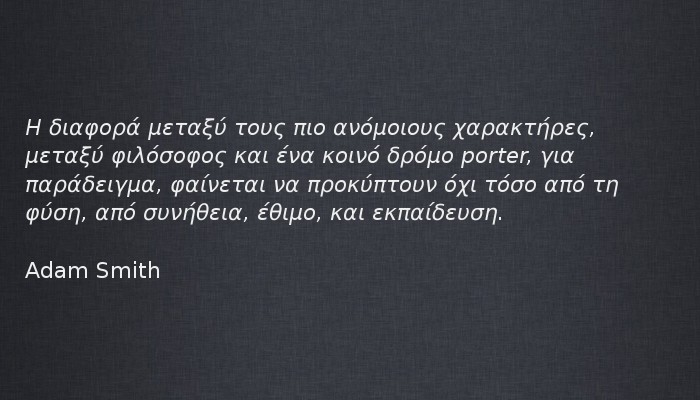 Η διαφορά μεταξύ τους πιο ανόμοιους χαρακτήρες,
μεταξύ φιλόσοφος και ένα κοινό δρόμο porter, για
παράδειγμα, φαίνεται να προκύπτουν όχι τόσο από τη
φύση, από συνήθεια, έθιμο, και εκπαίδευση.
Adam Smith